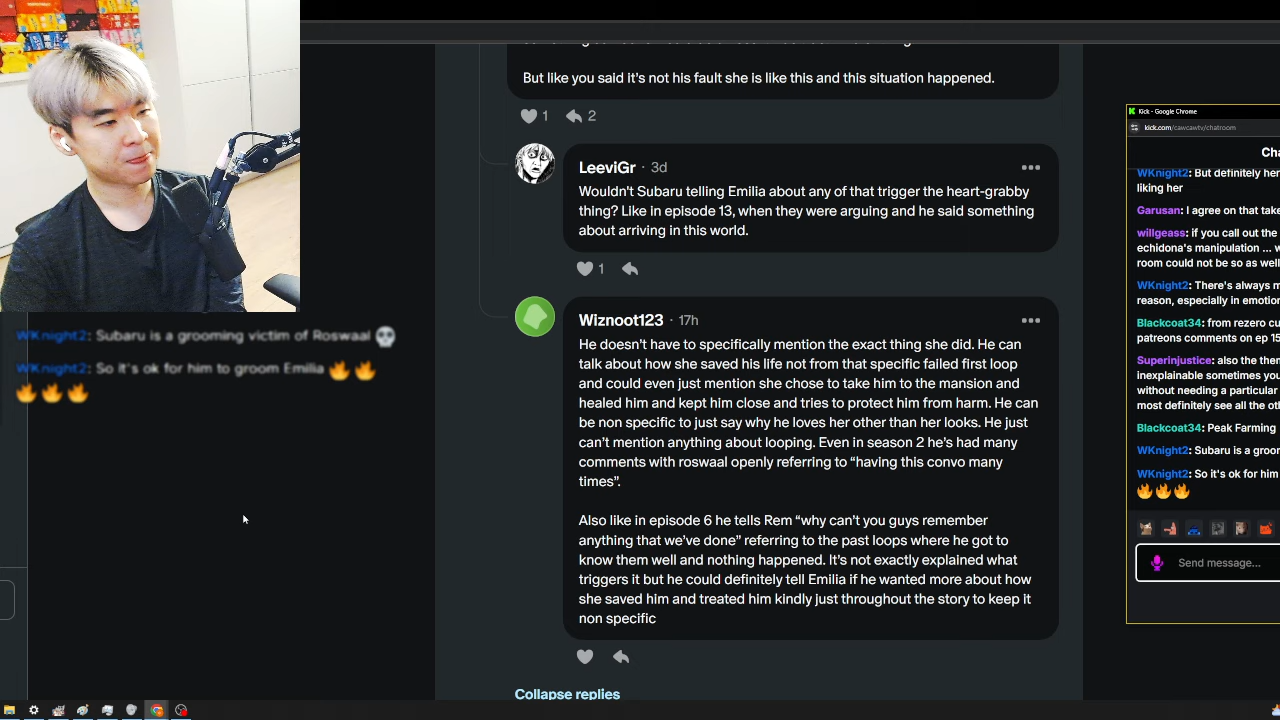 But like you said it's not his fault she is like this and this situation happened.
1 2
LeeviGr · 3d
Wouldn't Subaru telling Emilia about any of that trigger the heart-grabby
thing? Like in episode 13, when they were arguing and he said something
about arriving in this world.
1
Wiznoot123 · 17h
He doesn't have to specifically mention the exact thing she did. He can
talk about how she saved his life not from that specific failed first loop
and could even just mention she chose to take him to the mansion and
healed him and kept him close and tries to protect him from harm. He can
be non specific to just say why he loves her other than her looks. He just
can't mention anything about looping. Even in season 2 he's had many
comments with roswaal openly referring to “having this convo many
times”.
Also like in episode 6 he tells Rem “why can't you guys remember
anything that we've done” referring to the past loops where he got to
know them well and nothing happened. It's not exactly explained what
triggers it but he could definitely tell Emilia if he wanted more about how
she saved him and treated him kindly just throughout the story to keep it
non specific
Collapse replies
WKnight2: Subaru is a grooming victim of Roswaal 💀
WKnight2: So it's ok for him to groom Emilia 🔥🔥
🔥🔥🔥
Kick - Google Chrome
kick.com/cawcawtv/chatroom
WKnight2: But definitely her
liking her
Garusan: I agree on that take
willgeass: if you call out the
echidona's manipulation ... w
room could not be so as well
WKnight2: There's always m
reason, especially in emotio
Blackcoat34: from rezero cu
patreons comments on ep 15
Superinjustice: also the then
inexplainable sometimes you
without needing a particular
most definitely see all the oth
Blackcoat34: Peak Farming
WKnight2: Subaru is a groor
WKnight2: So it's ok for him
🔥🔥🔥
Send message...